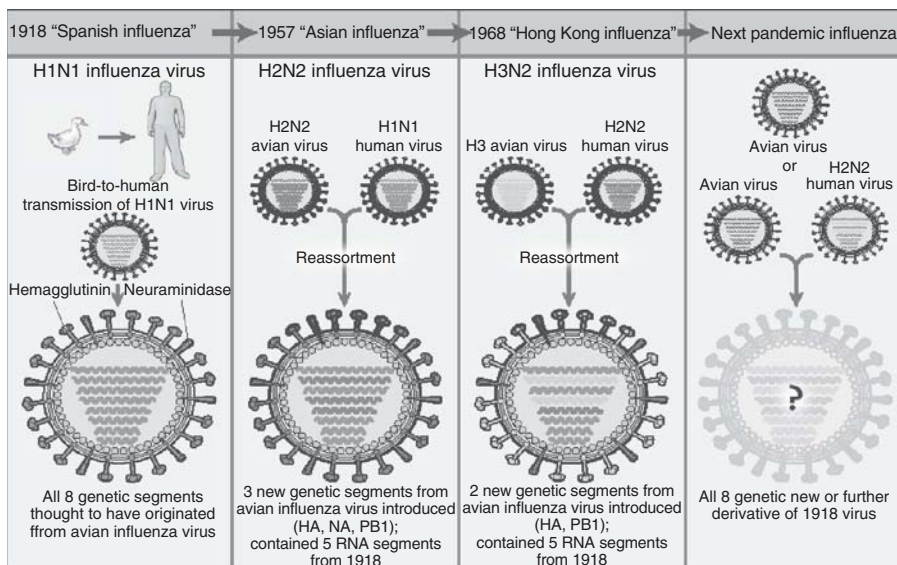 1918 “Spanish influenza”
1957 “Asian influenza”
1968 “Hong Kong influenza”
Next pandemic influenza
H1N1 influenza virus
Bird-to-human
transmission of H1N1 virus
Hemagglutinin Neuraminidase
All 8 genetic segments
thought to have originated
ffrom avian influenza virus
H2N2 influenza virus
H2N2
avian virus
H1N1
human virus
Reassortment
3 new genetic segments from
avian influenza virus introduced
(HA, NA, PB1);
contained 5 RNA segments
from 1918
H3N2 influenza virus
H3 avian virus
H2N2
human virus
Reassortment
2 new genetic segments from
avian influenza virus introduced
(HA, PB1);
contained 5 RNA segments
from 1918
Avian virus
or
Avian virus
H2N2
human virus
?
All 8 genetic new or further
derivative of 1918 virus